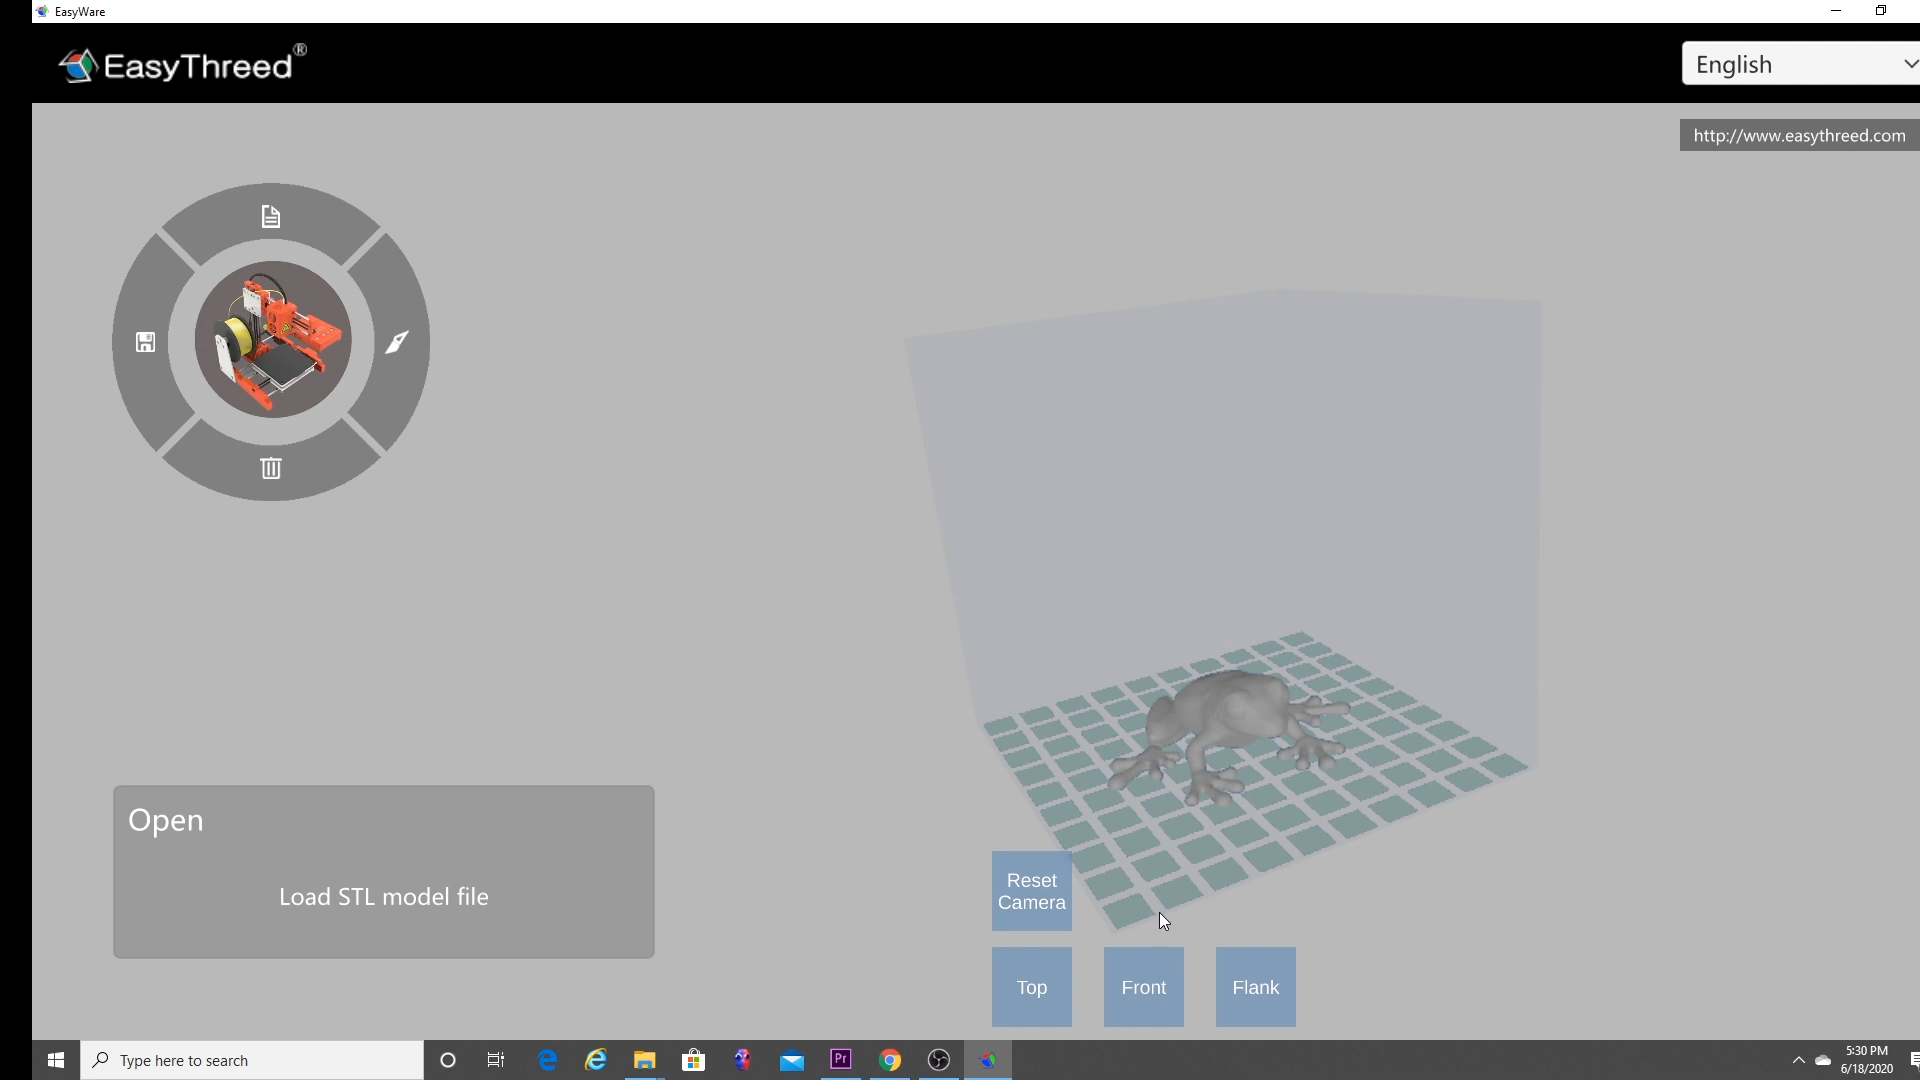 EasyWare
EasyThreed®
English
http://www.easythreed.com
Open
Load STL model file
Reset
Camera
Top
Front
Flank
Type here to search
Pr
5:30 PM
6/18/2020